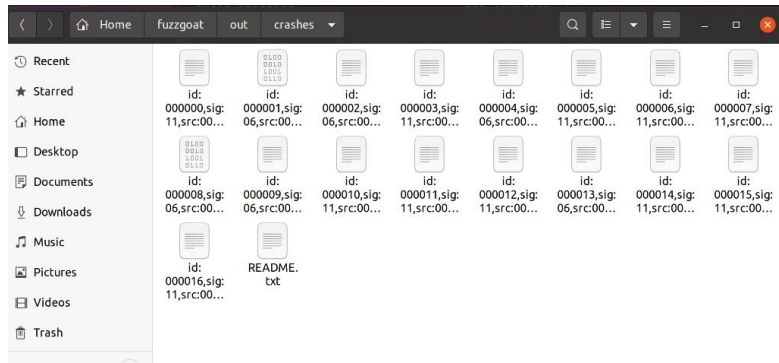 Home fuzzgoat out crashes
Recent
Starred
Home
Desktop
Documents
Downloads
Music
Pictures
Videos
Trash
id: id: id: id: id: id: id: id:
000000,sig: 000001,sig: 000002,sig: 000003,sig: 000004,sig: 000005,sig: 000006,sig: 000007,sig:
11,src:00... 06,src:00... 06,src:00... 11,src:00... 06,src:00... 11,src:00... 11,src:00... 11,src:00...
id: id: id: id: id: id: id: id:
000008,sig: 000009,sig: 000010,sig: 000011,sig: 000012,sig: 000013,sig: 000014,sig: 000015,sig:
06,src:00... 06,src:00... 11,src:00... 11,src:00... 11,src:00... 06,src:00... 11,src:00... 11,src:00...
id: README.
000016,sig: txt
11,src:00...